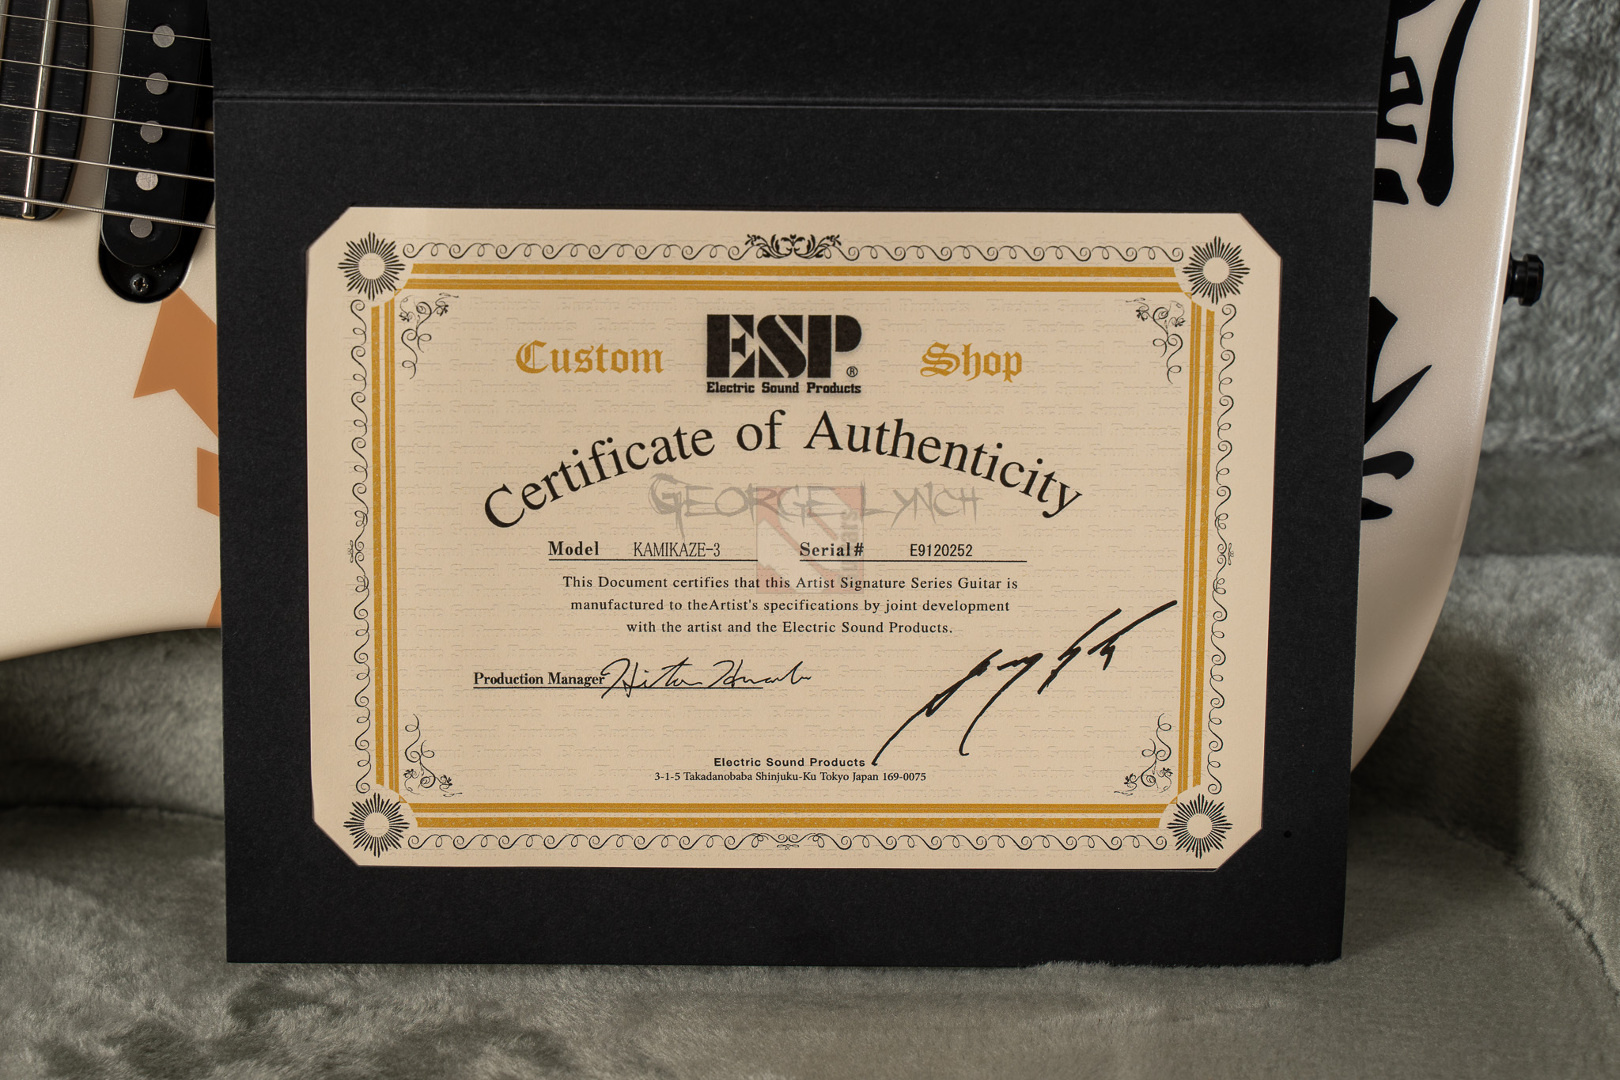 Custom ESP® Shop
Electric Sound Products
Certificate of Authenticity
GEORGE LYNCH
Model KAMIKAZE-3 Serial# E9120252
This Document certifies that this Artist Signature Series Guitar is
manufactured to theArtist's specifications by joint development
with the artist and the Electric Sound Products.
Production Manager
Electric Sound Products
3-1-5 Takadanobaba Shinjuku-Ku Tokyo Japan 169-0075